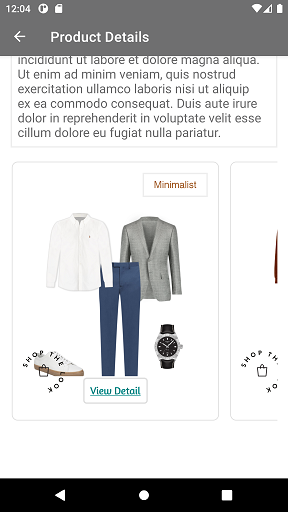 12:04
Product Details
incididunt ut labore et dolore magna aliqua.
Ut enim ad minim veniam, quis nostrud
exercitation ullamco laboris nisi ut aliquip
ex ea commodo consequat. Duis aute irure
dolor in reprehenderit in voluptate velit esse
cillum dolore eu fugiat nulla pariatur.
Minimalist
SHOP THE LOOK
View Detail
SHOP THE